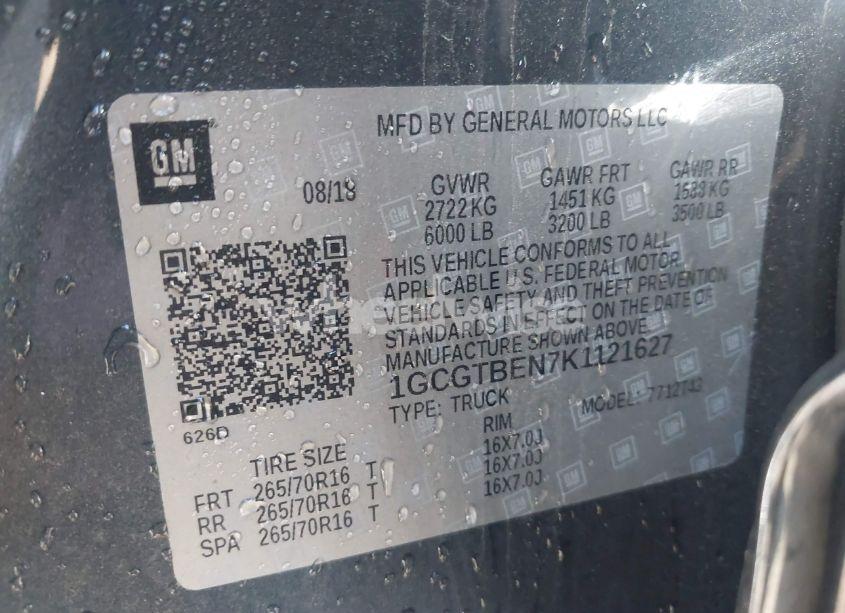 GM
MFD BY GENERAL MOTORS LLC
08/18
GVWR
2722 KG
6000 LB
GAWR FRT
1451 KG
3200 LB
GAWR RR
1588 KG
3500 LB
THIS VEHICLE CONFORMS TO ALL
APPLICABLE U.S. FEDERAL MOTOR
VEHICLE SAFETY AND THEFT PREVENTION
STANDARDS IN EFFECT ON THE DATE OF
MANUFACTURE SHOWN ABOVE.
1GCGTBEN7K1121627
TYPE: TRUCK
MODEL: 7712T43
626D
TIRE SIZE
RIM
FRT 265/70R16 T 16X7.0J
RR 265/70R16 T 16X7.0J
SPA 265/70R16 T 16X7.0J